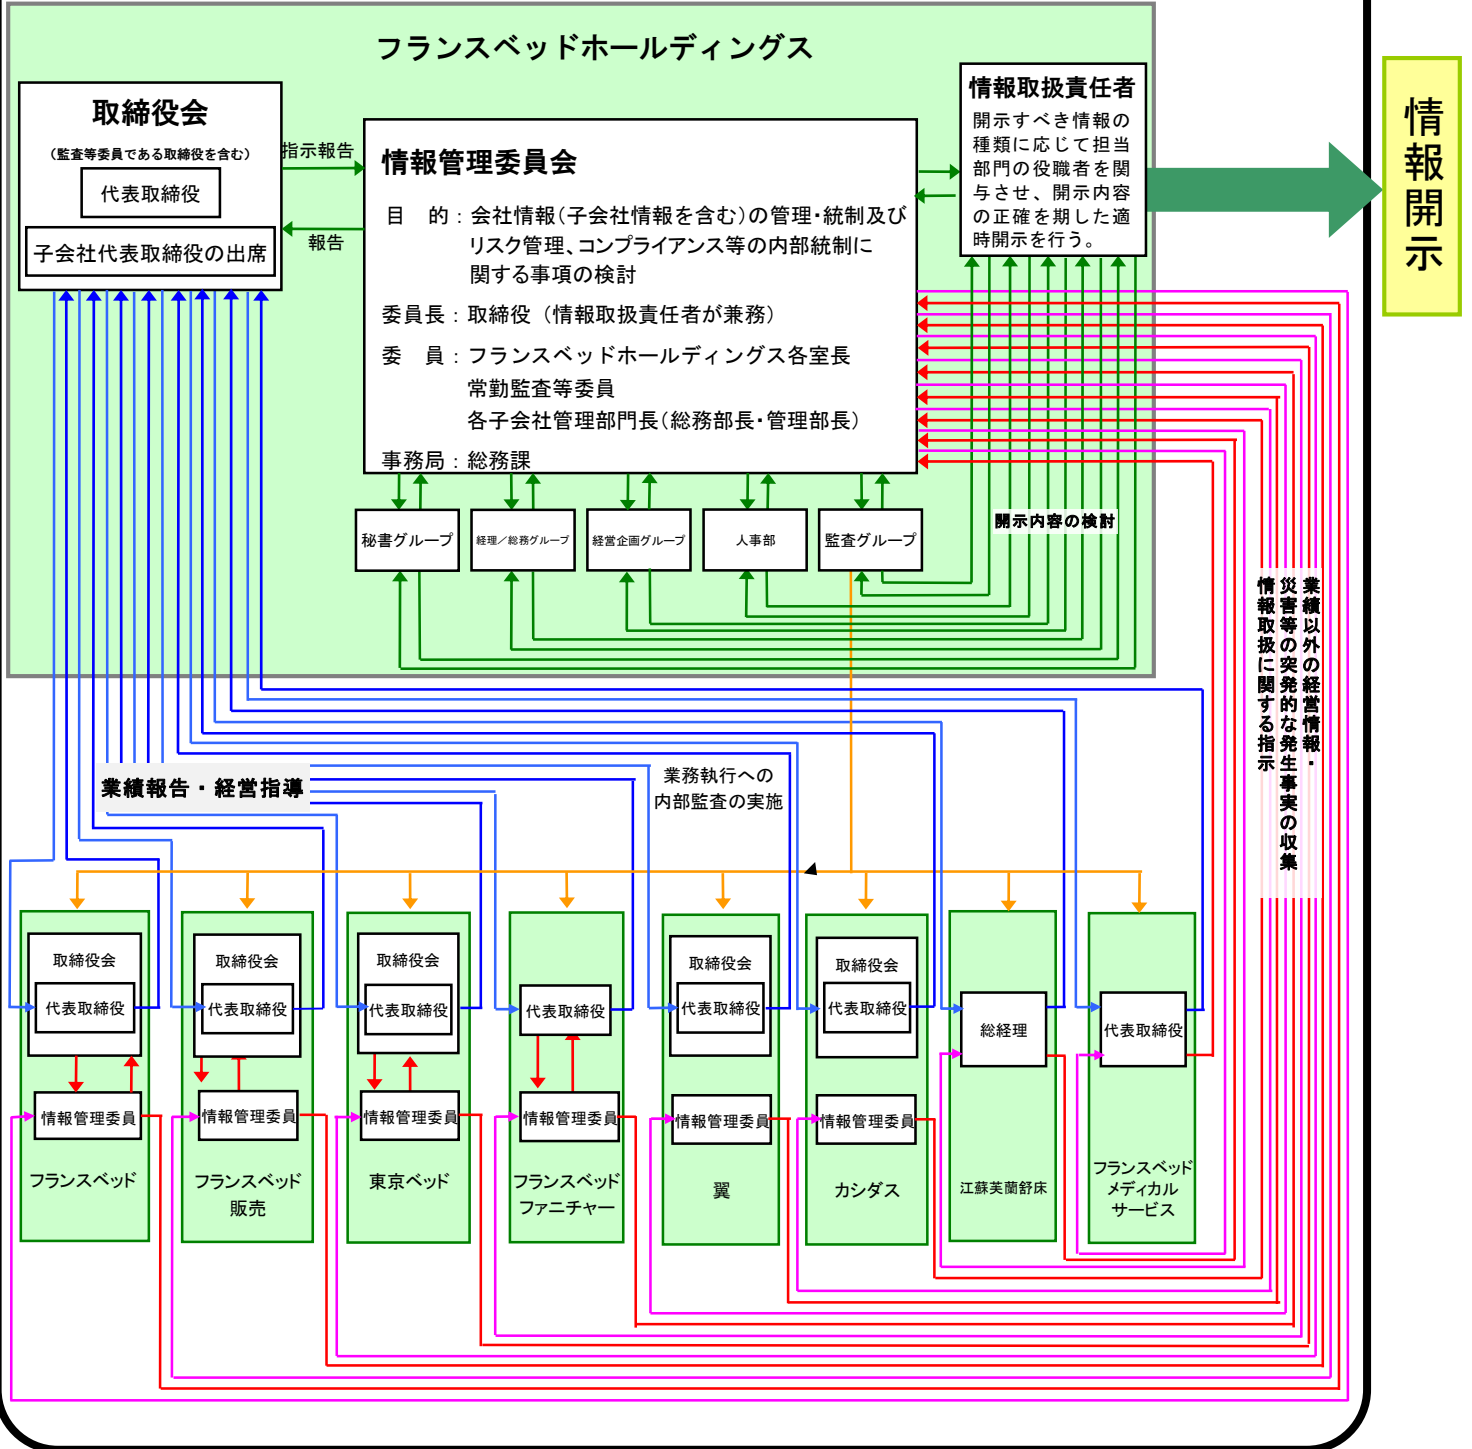 フランスベッドホールディングス
取締役会
（監査等委員である取締役を含む）
代表取締役
子会社代表取締役の出席
指示報告
報告
情報管理委員会
目　的：会社情報（子会社情報を含む）の管理・統制及び
リスク管理、コンプライアンス等の内部統制に
関する事項の検討
委員長：取締役（情報取扱責任者が兼務）
委　員：フランスベッドホールディングス各室長
常勤監査等委員
各子会社管理部門長（総務部長・管理部長）
事務局：総務課
情報取扱責任者
開示すべき情報の
種類に応じて担当
部門の役職者を関
与させ、開示内容
の正確を期した適
時開示を行う。
情報開示
秘書グループ
経理／総務グループ
経営企画グループ
人事部
監査グループ
開示内容の検討
業績以外の経営情報・
災害等の突発的な発生事実の収集
情報取扱に関する指示
業績報告・経営指導
業務執行への
内部監査の実施
取締役会
代表取締役
情報管理委員
フランスベッド
取締役会
代表取締役
情報管理委員
フランスベッド
販売
取締役会
代表取締役
情報管理委員
東京ベッド
代表取締役
情報管理委員
フランスベッド
ファニチャー
取締役会
代表取締役
情報管理委員
翼
取締役会
代表取締役
情報管理委員
カシダス
総経理
江蘇芙蘭舒床
代表取締役
フランスベッド
メディカル
サービス